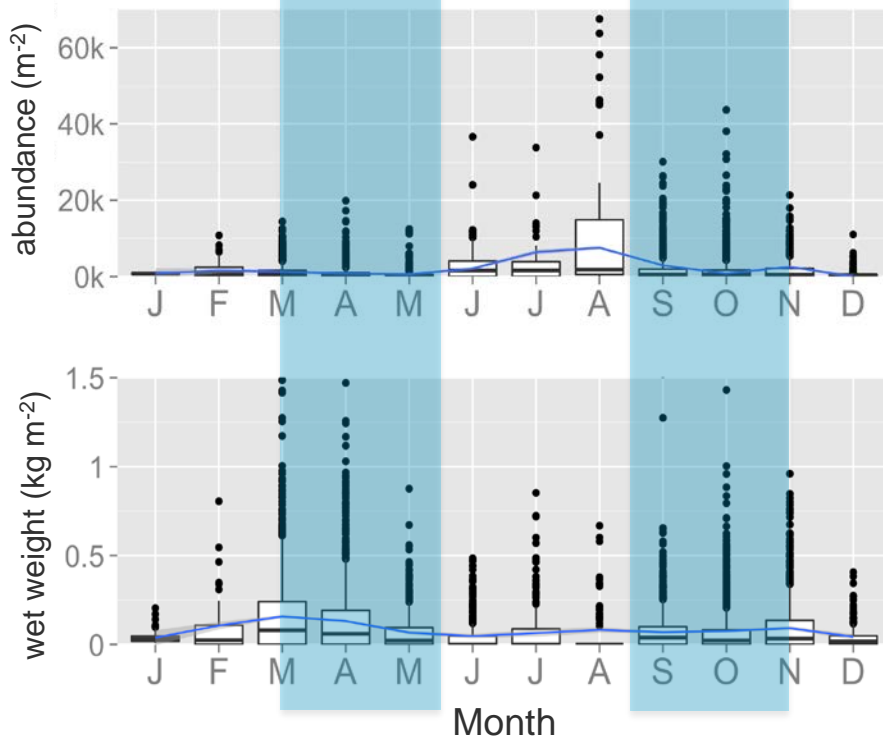 abundance (m⁻²)
60k
40k
20k
0k
J F M A M J J A S O N D
wet weight (kg m⁻²)
1.5
1
0.5
0
J F M A M J J A S O N D
Month